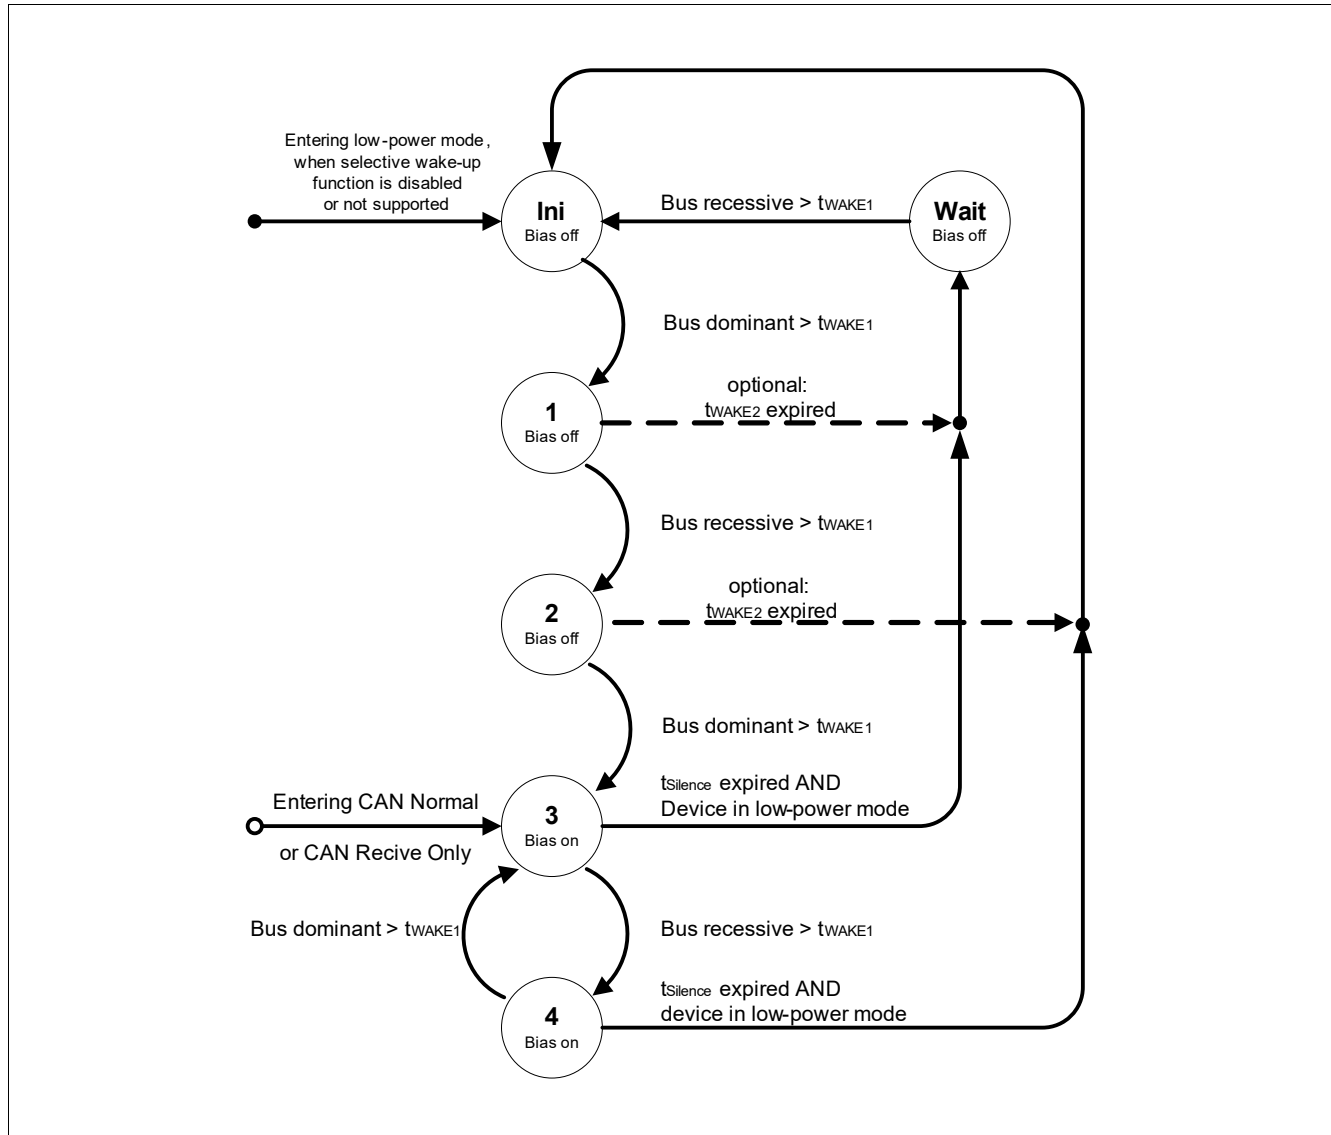 Entering low-power mode,
when selective wake-up
function is disabled
or not supported
Ini
Bias off
Bus recessive > tWAKE1
Wait
Bias off
Bus dominant > tWAKE1
1
Bias off
optional:
tWAKE2 expired
Bus recessive > tWAKE1
2
Bias off
optional:
tWAKE2 expired
Bus dominant > tWAKE1
Entering CAN Normal
or CAN Recive Only
3
Bias on
tSilence expired AND
Device in low-power mode
Bus dominant > tWAKE1
Bus recessive > tWAKE1
4
Bias on
tSilence expired AND
device in low-power mode